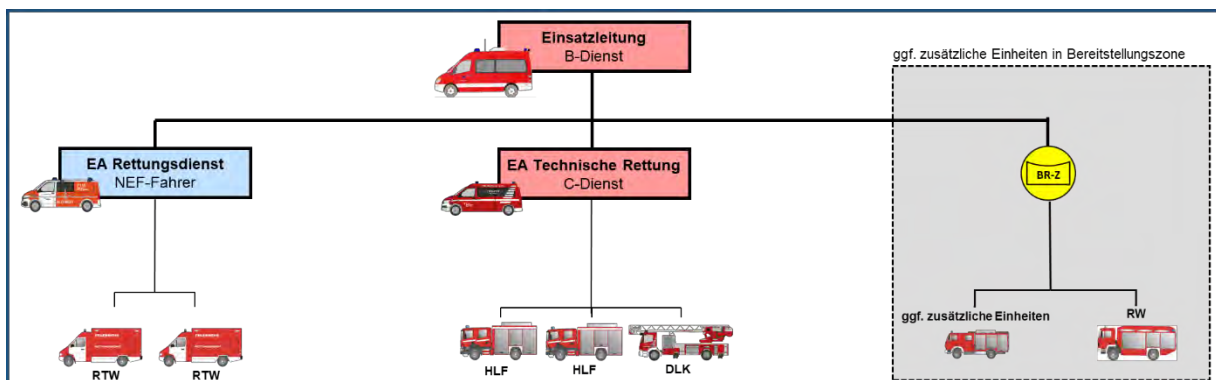 Einsatzleitung
B-Dienst
ggf. zusätzliche Einheiten in Bereitstellungszone
EA Rettungsdienst
NEF-Fahrer
EA Technische Rettung
C-Dienst
BR-Z
ggf. zusätzliche Einheiten
RW
RTW
RTW
HLF
HLF
DLK